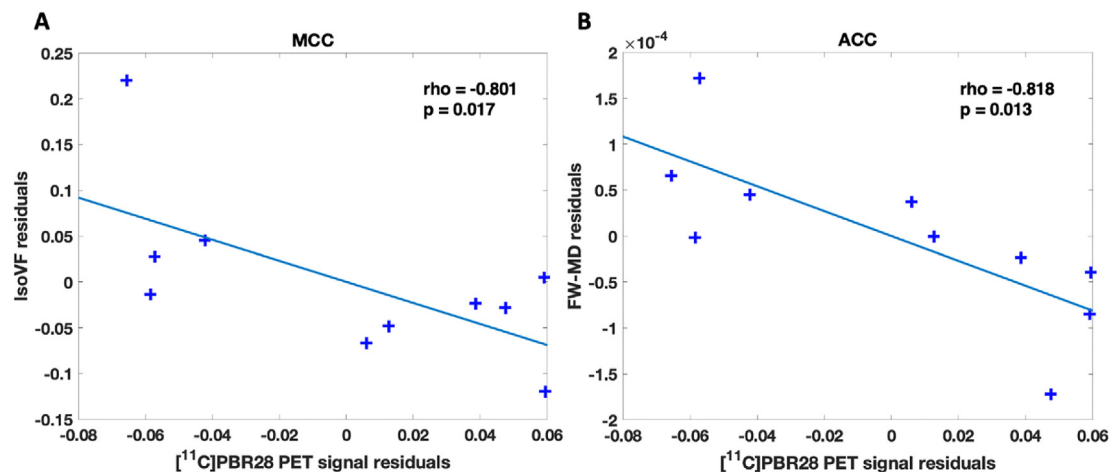 A
MCC
rho = -0.801
p = 0.017
IsoVF residuals
0.25
0.2
0.15
0.1
0.05
0
-0.05
-0.1
-0.15
-0.08 -0.06 -0.04 -0.02 0 0.02 0.04 0.06
[¹¹C]PBR28 PET signal residuals
B
ACC
×10⁻⁴
rho = -0.818
p = 0.013
FW-MD residuals
2
1.5
1
0.5
0
-0.5
-1
-1.5
-2
-0.08 -0.06 -0.04 -0.02 0 0.02 0.04 0.06
[¹¹C]PBR28 PET signal residuals